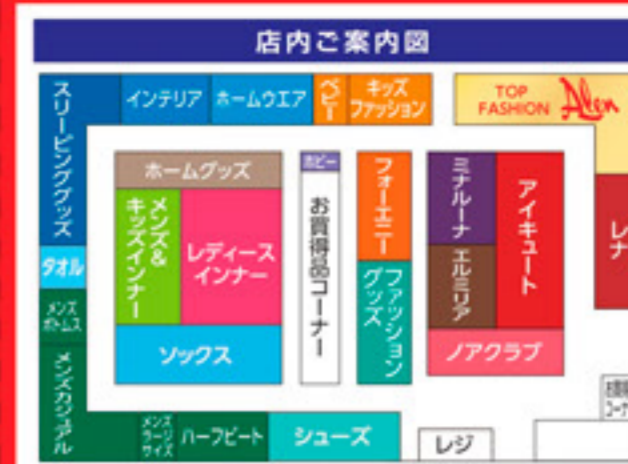 店内ご案内図
スリーピンググッズ
インテリア
ホームウエア
ベビー
キッズ
ファッション
TOP
FASHION
Alen
ホームグッズ
メンズ&
キッズインナー
レディース
インナー
ソックス
ホビー
お買得品コーナー
フォーエニー
ファッション
グッズ
ミナルーナ
エルミリア
アイキュート
ノアクラブ
タオル
メンズ
ボトムス
メンズカジュアル
メンズ
ラージ
サイズ
ハーフビート
シューズ
レジ